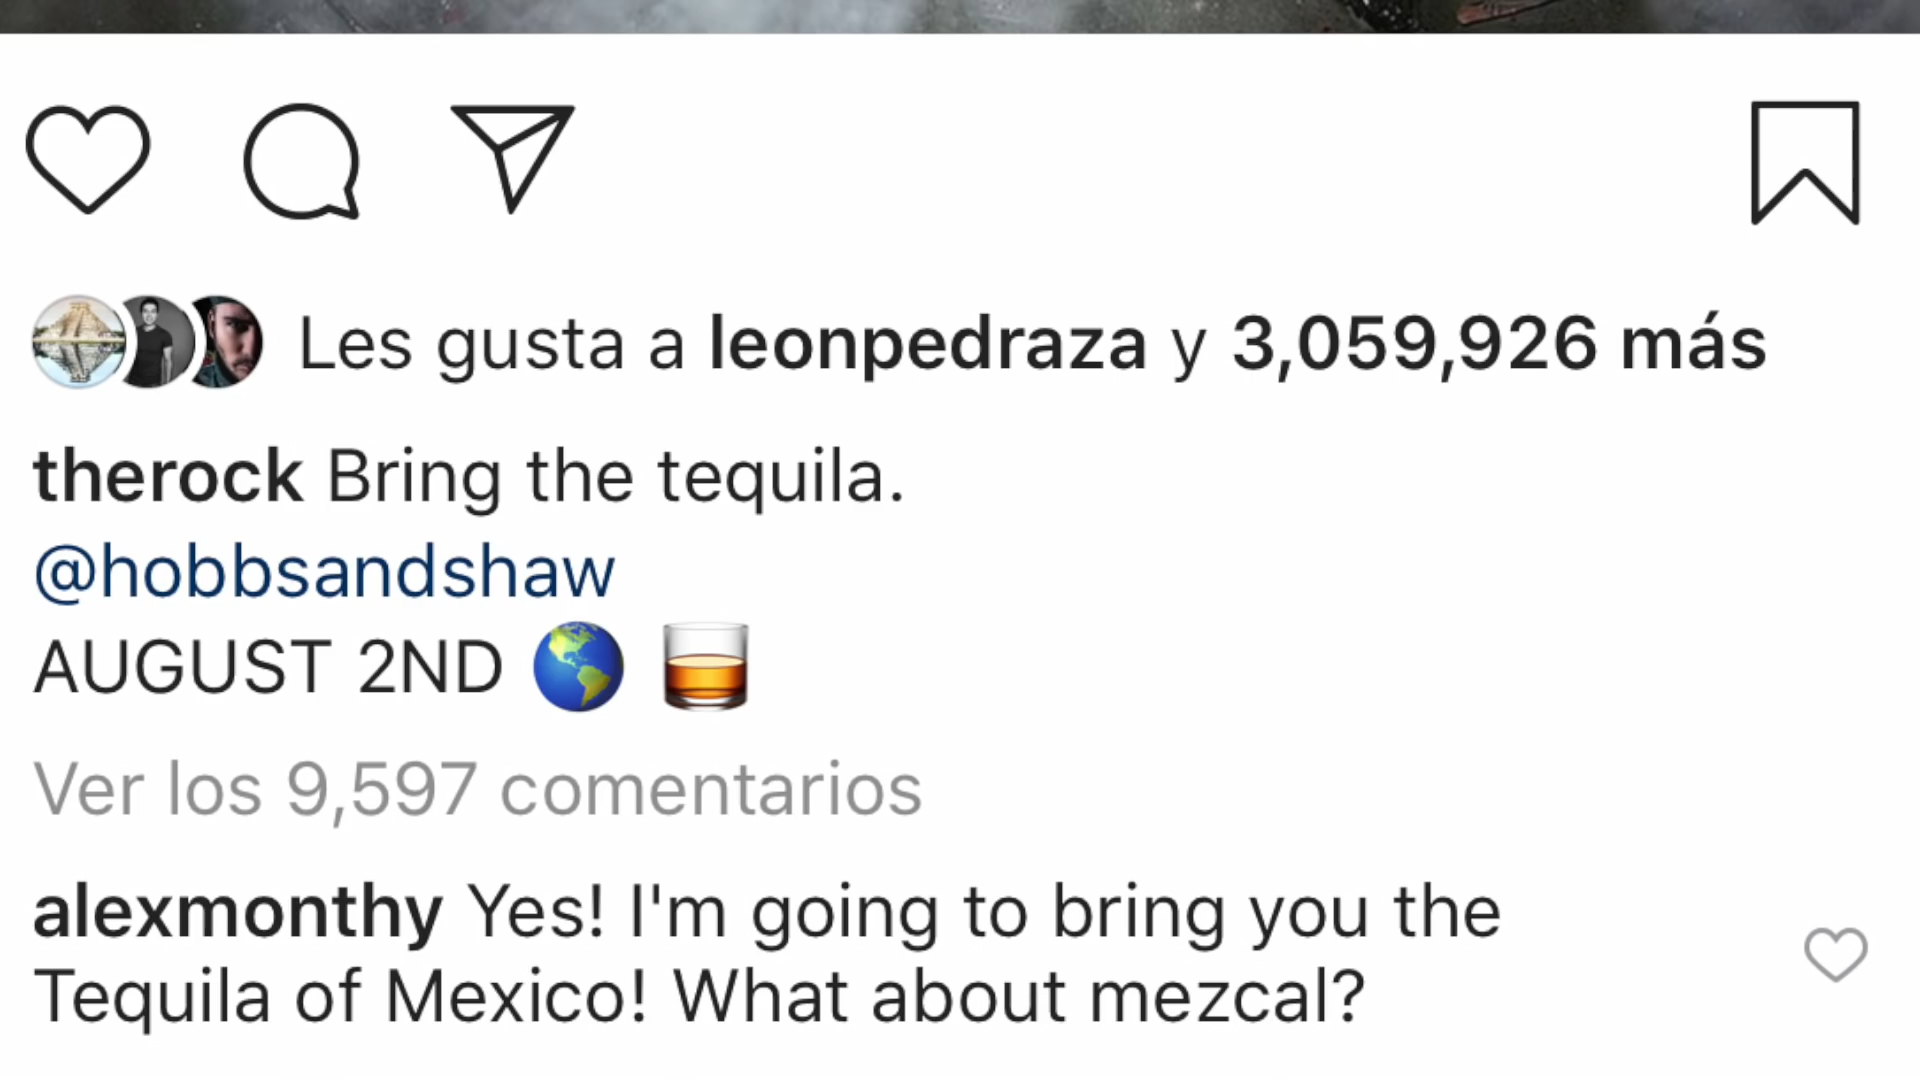 Les gusta a leonpedraza y 3,059,926 más
therock Bring the tequila.
@hobbsandshaw
AUGUST 2ND 🌎 🥃
Ver los 9,597 comentarios
alexmonthy Yes! I'm going to bring you the
Tequila of Mexico! What about mezcal?